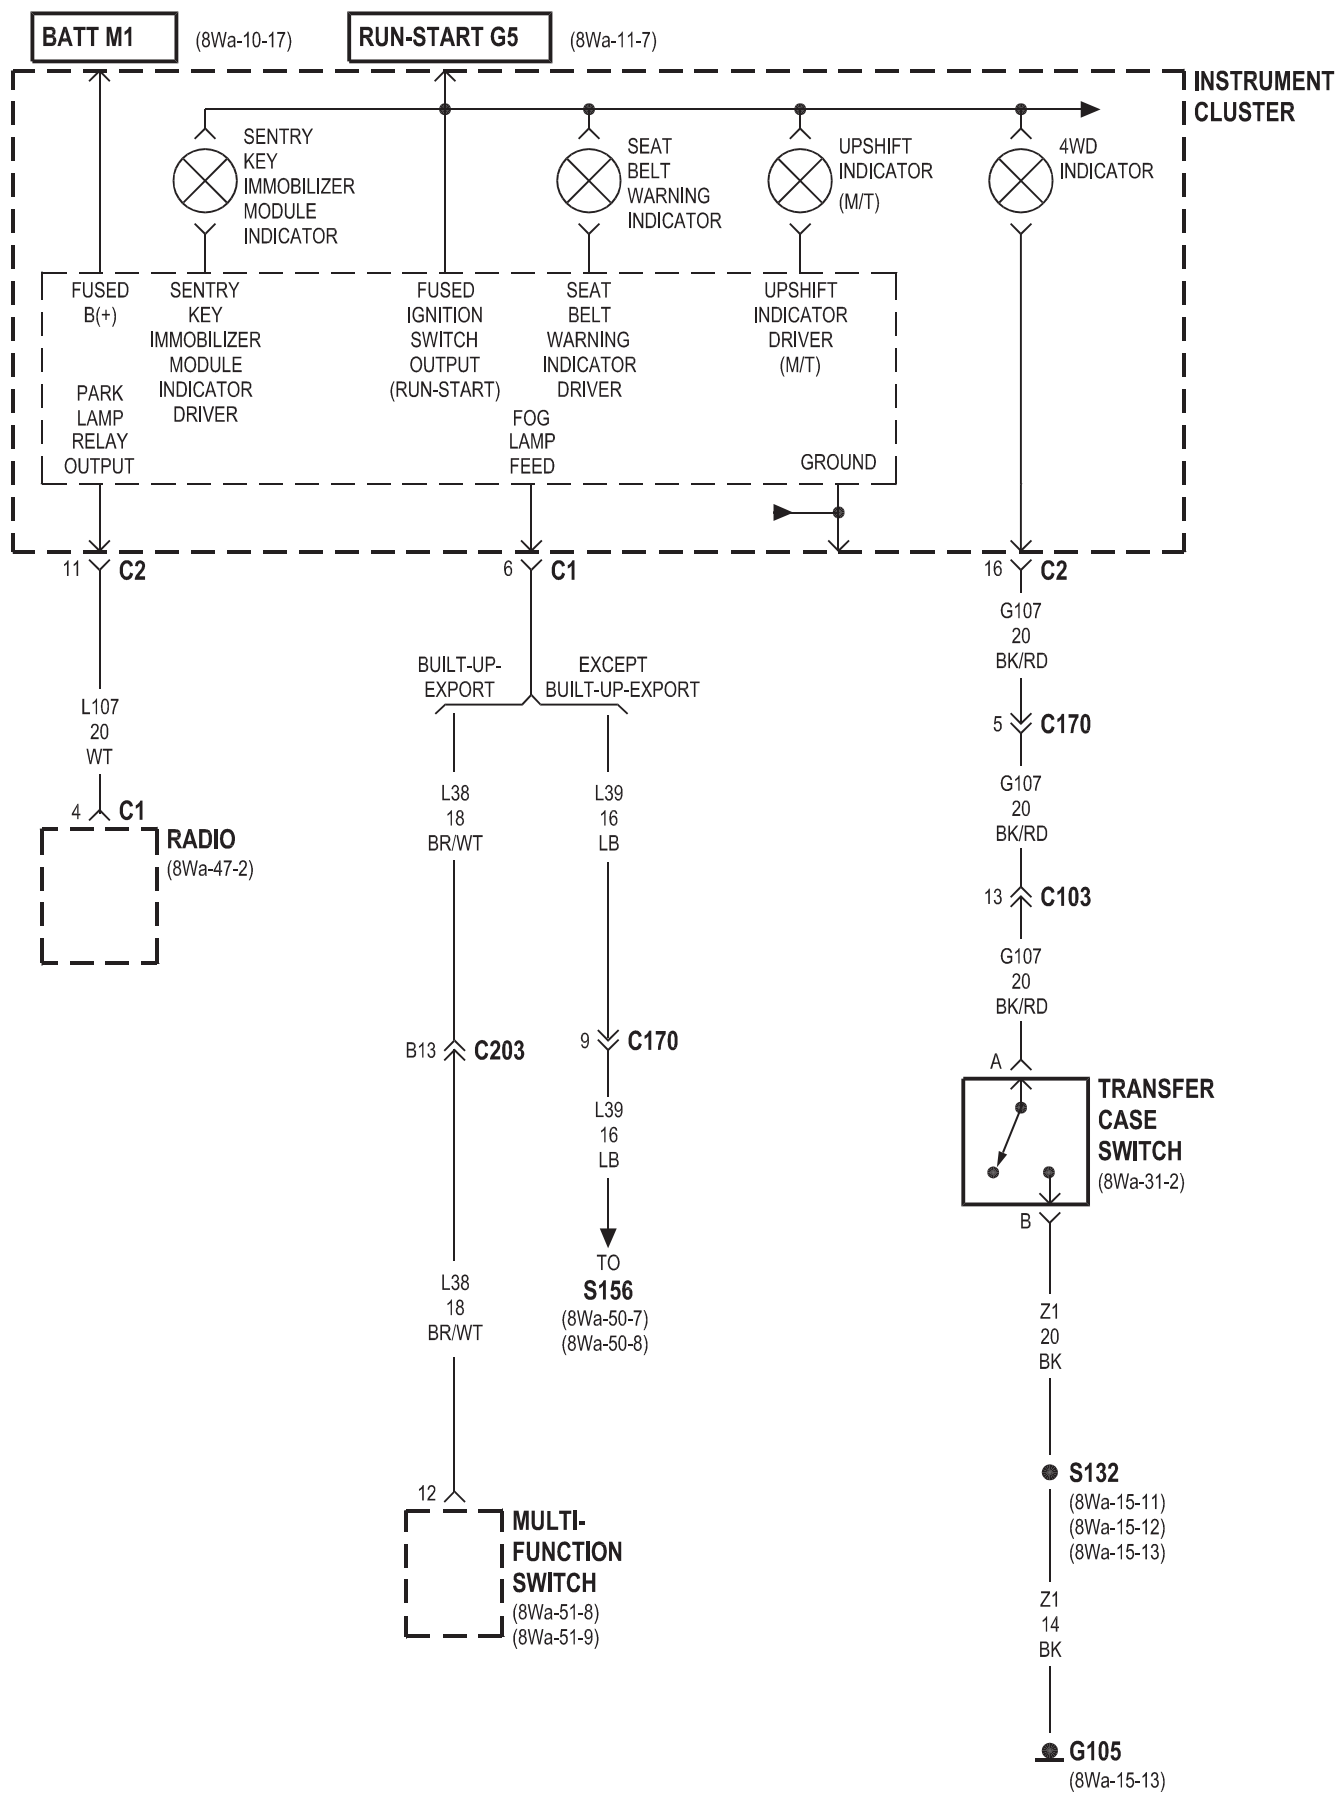 BATT M1
(8Wa-10-17)
RUN-START G5
(8Wa-11-7)
INSTRUMENT
CLUSTER
SENTRY
KEY
IMMOBILIZER
MODULE
INDICATOR
SEAT
BELT
WARNING
INDICATOR
UPSHIFT
INDICATOR
(M/T)
4WD
INDICATOR
FUSED
B(+)
SENTRY
KEY
IMMOBILIZER
MODULE
INDICATOR
DRIVER
FUSED
IGNITION
SWITCH
OUTPUT
(RUN-START)
SEAT
BELT
WARNING
INDICATOR
DRIVER
UPSHIFT
INDICATOR
DRIVER
(M/T)
PARK
LAMP
RELAY
OUTPUT
FOG
LAMP
FEED
GROUND
11
C2
6
C1
16
C2
G107
20
BK/RD
BUILT-UP-
EXPORT
EXCEPT
BUILT-UP-EXPORT
L107
20
WT
5
C170
G107
20
BK/RD
4
C1
RADIO
(8Wa-47-2)
L38
18
BR/WT
L39
16
LB
13
C103
G107
20
BK/RD
B13
C203
9
C170
A
TRANSFER
CASE
SWITCH
(8Wa-31-2)
L39
16
LB
B
TO
S156
(8Wa-50-7)
(8Wa-50-8)
L38
18
BR/WT
Z1
20
BK
S132
(8Wa-15-11)
(8Wa-15-12)
(8Wa-15-13)
12
MULTI-
FUNCTION
SWITCH
(8Wa-51-8)
(8Wa-51-9)
Z1
14
BK
G105
(8Wa-15-13)